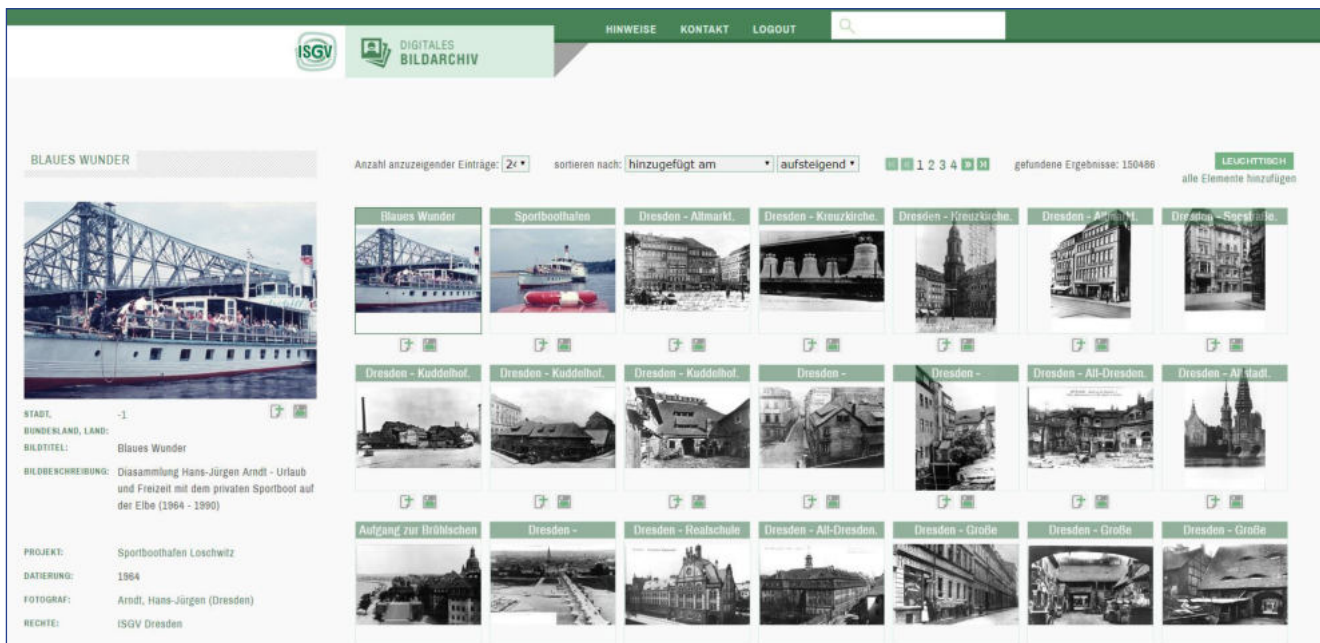 HINWEISE KONTAKT LOGOUT
ISGV
DIGITALES
BILDARCHIV
BLAUES WUNDER
Anzahl anzuzeigender Einträge: 24 sortieren nach: hinzugefügt am aufsteigend 1 2 3 4 gefundene Ergebnisse: 150486
LEUCHTTISCH
alle Elemente hinzufügen
Blaues Wunder Sportboothafen Dresden - Altmarkt. Dresden - Kreuzkirche. Dresden - Kreuzkirche. Dresden - Altmarkt. Dresden - Seestraße.
Dresden - Kuddelhof. Dresden - Kuddelhof. Dresden - Kuddelhof. Dresden - Dresden - Dresden - Alt-Dresden. Dresden - Altstadt.
Aufgang zur Brühlschen Dresden - Dresden - Realschule Dresden - Alt-Dresden. Dresden - Große Dresden - Große Dresden - Große
STADT, BUNDESLAND, LAND: -1
BILDTITEL: Blaues Wunder
BILDBESCHREIBUNG: Diasammlung Hans-Jürgen Arndt - Urlaub
und Freizeit mit dem privaten Sportboot auf
der Elbe (1964 - 1990)
PROJEKT: Sportboothafen Loschwitz
DATIERUNG: 1964
FOTOGRAF: Arndt, Hans-Jürgen (Dresden)
RECHTE: ISGV Dresden